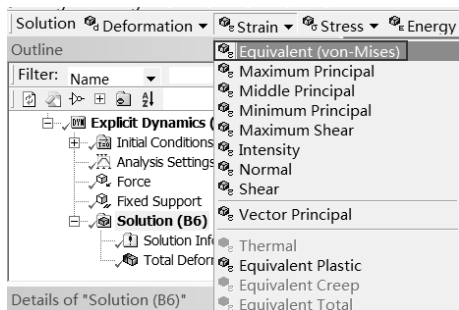 Solution Deformation Strain Stress Energy
Outline
Filter: Name
Explicit Dynamics (
Initial Conditions
Analysis Settings
Force
Fixed Support
Solution (B6)
Solution Inf
Total Defor
Details of "Solution (B6)"
Equivalent (von-Mises)
Maximum Principal
Middle Principal
Minimum Principal
Maximum Shear
Intensity
Normal
Shear
Vector Principal
Thermal
Equivalent Plastic
Equivalent Creep
Equivalent Total